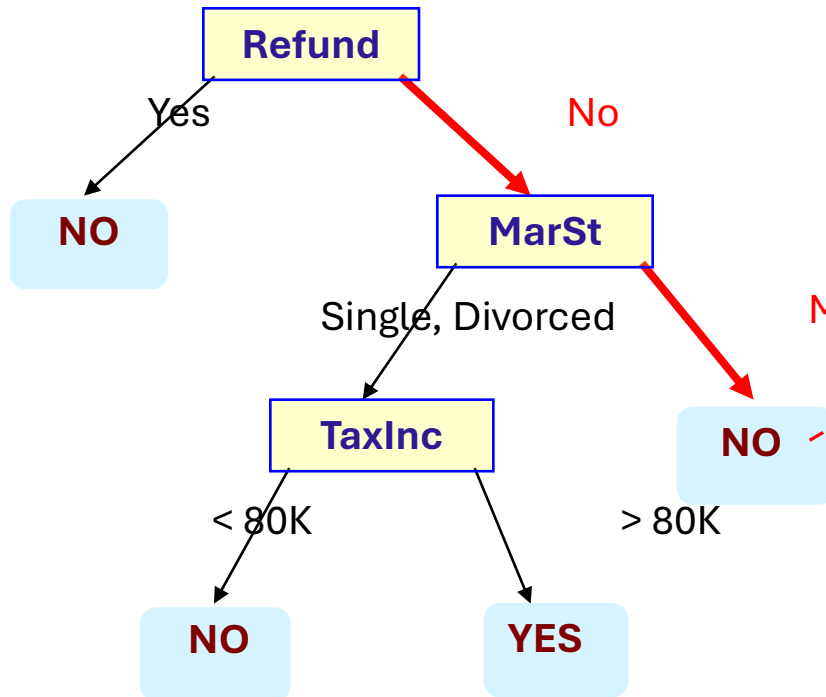 Refund
Yes
No
NO
MarSt
Single, Divorced
M
TaxInc
NO
< 80K
> 80K
NO
YES